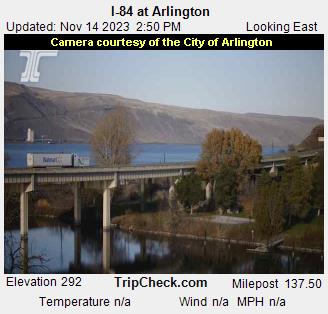 I-84 at Arlington
Updated: Nov 14 2023 2:50 PM Looking East
Camera courtesy of the City of Arlington
Walmart
Elevation 292 TripCheck.com Milepost 137.50
Temperature n/a Wind n/a MPH n/a